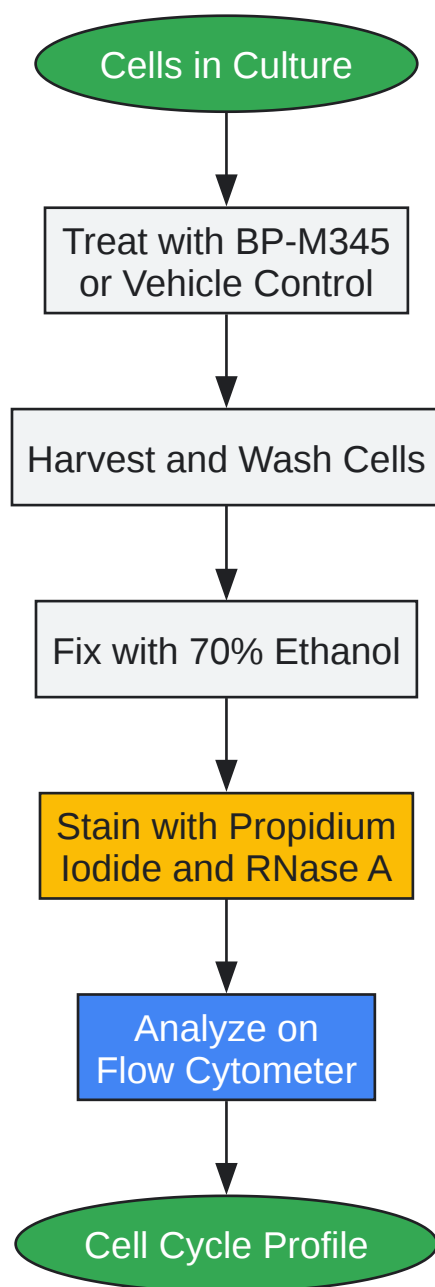 Cells in Culture
Treat with BP-M345
or Vehicle Control
Harvest and Wash Cells
Fix with 70% Ethanol
Stain with Propidium
Iodide and RNase A
Analyze on
Flow Cytometer
Cell Cycle Profile